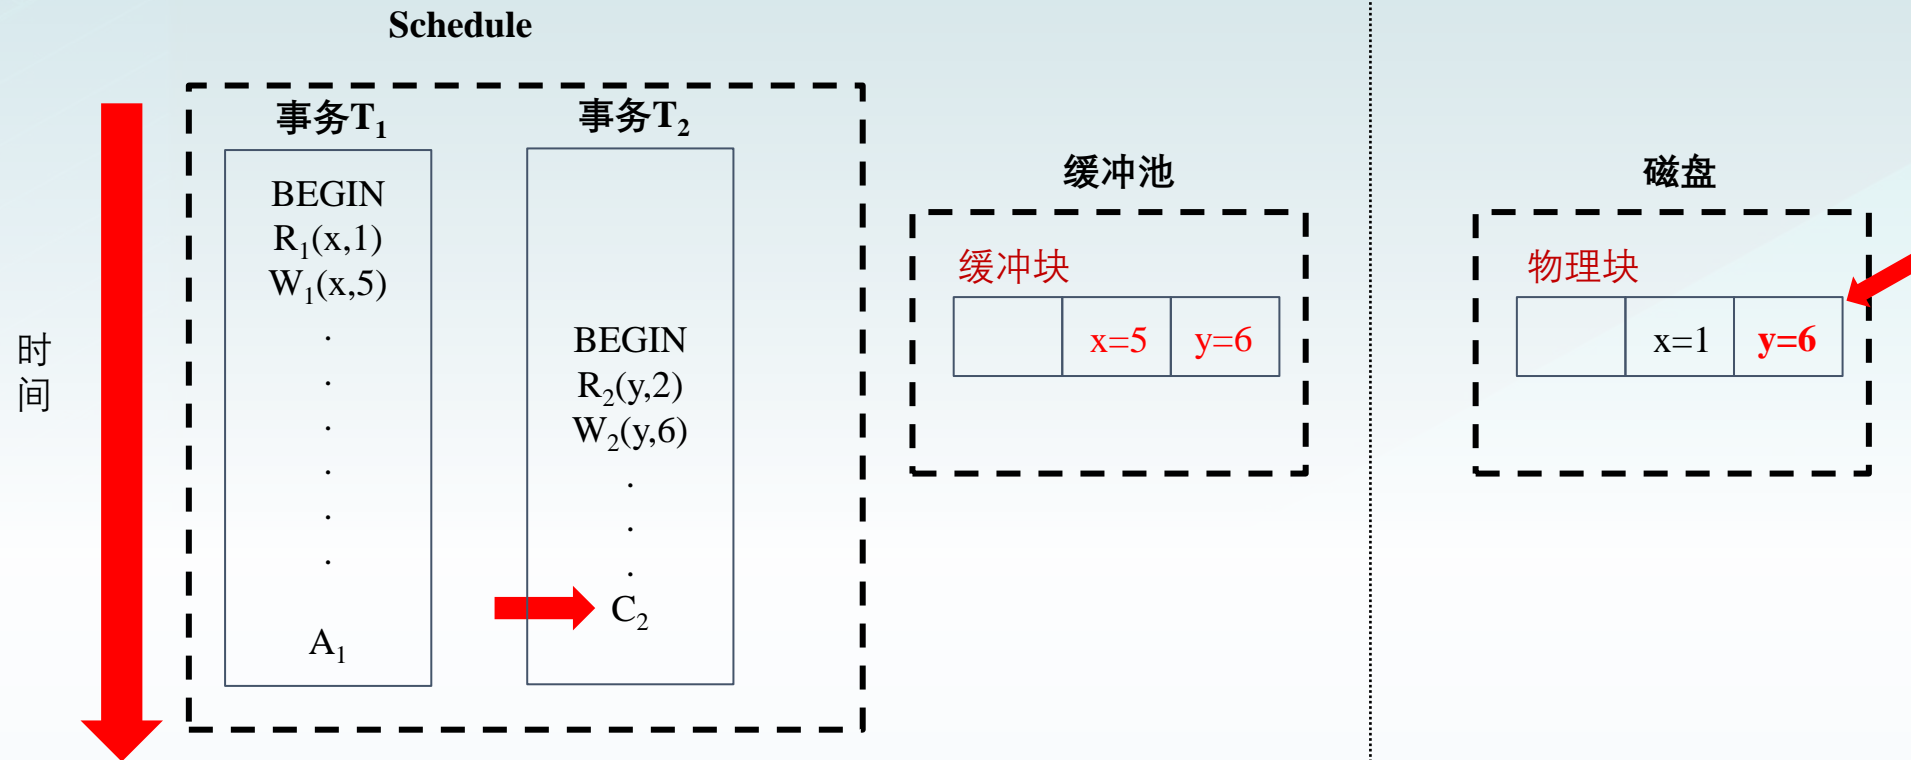 Schedule
时
间
事务T₁
BEGIN
R₁(x,1)
W₁(x,5)
.
.
.
.
.
.
A₁
事务T₂
BEGIN
R₂(y,2)
W₂(y,6)
.
.
.
C₂
缓冲池
缓冲块
x=5 y=6
磁盘
物理块
x=1 y=6